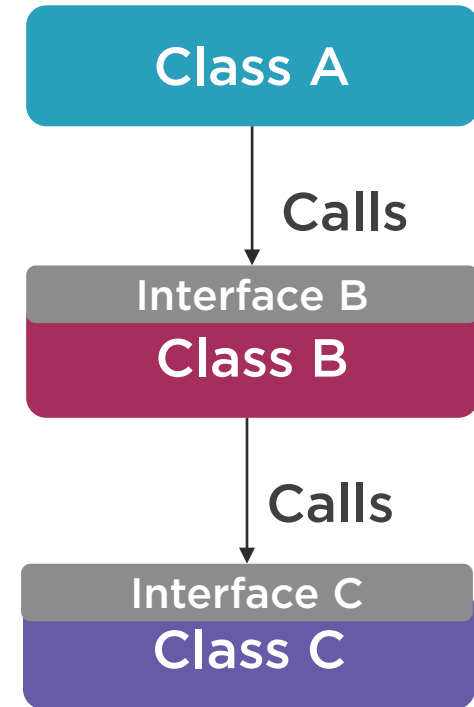 Class A
Calls
Interface B
Class B
Calls
Interface C
Class C